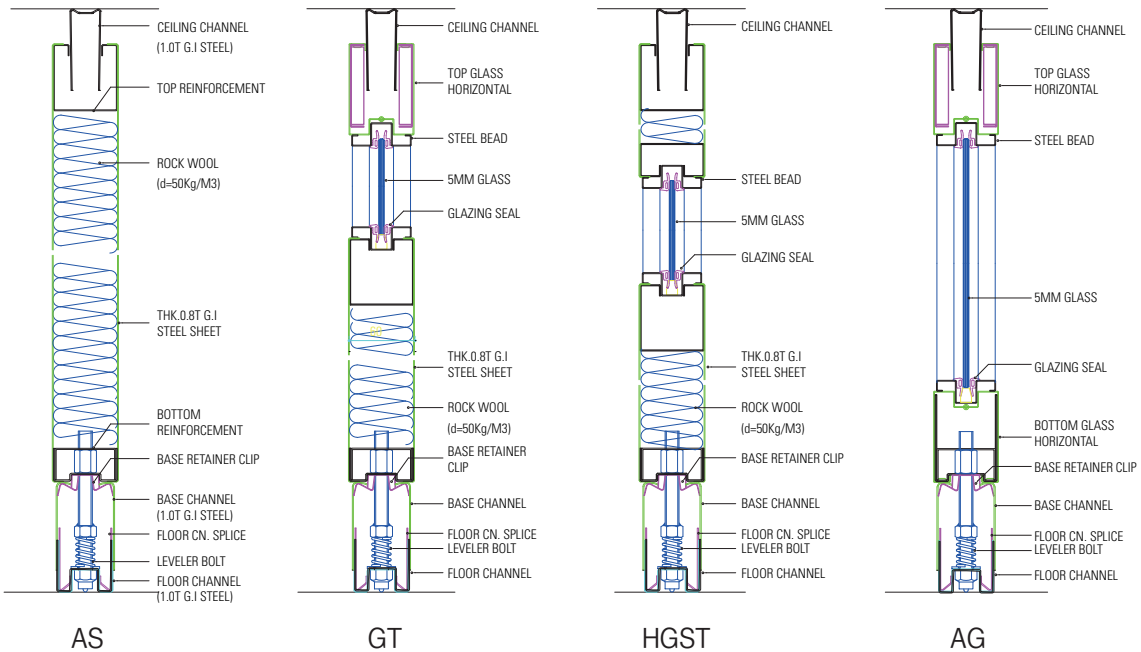 CEILING CHANNEL
(1.0T G.I STEEL)
TOP REINFORCEMENT
ROCK WOOL
(d=50Kg/M3)
THK.0.8T G.I
STEEL SHEET
BOTTOM
REINFORCEMENT
BASE RETAINER CLIP
BASE CHANNEL
(1.0T G.I STEEL)
FLOOR CN. SPLICE
LEVELER BOLT
FLOOR CHANNEL
(1.0T G.I STEEL)
AS
CEILING CHANNEL
TOP GLASS
HORIZONTAL
STEEL BEAD
5MM GLASS
GLAZING SEAL
THK.0.8T G.I
STEEL SHEET
ROCK WOOL
(d=50Kg/M3)
BASE RETAINER
CLIP
BASE CHANNEL
FLOOR CN. SPLICE
LEVELER BOLT
FLOOR CHANNEL
GT
CEILING CHANNEL
STEEL BEAD
5MM GLASS
GLAZING SEAL
THK.0.8T G.I
STEEL SHEET
ROCK WOOL
(d=50Kg/M3)
BASE RETAINER CLIP
BASE CHANNEL
FLOOR CN. SPLICE
LEVELER BOLT
FLOOR CHANNEL
HGST
CEILING CHANNEL
TOP GLASS
HORIZONTAL
STEEL BEAD
5MM GLASS
GLAZING SEAL
BOTTOM GLASS
HORIZONTAL
BASE RETAINER CLIP
BASE CHANNEL
FLOOR CN. SPLICE
LEVELER BOLT
FLOOR CHANNEL
AG